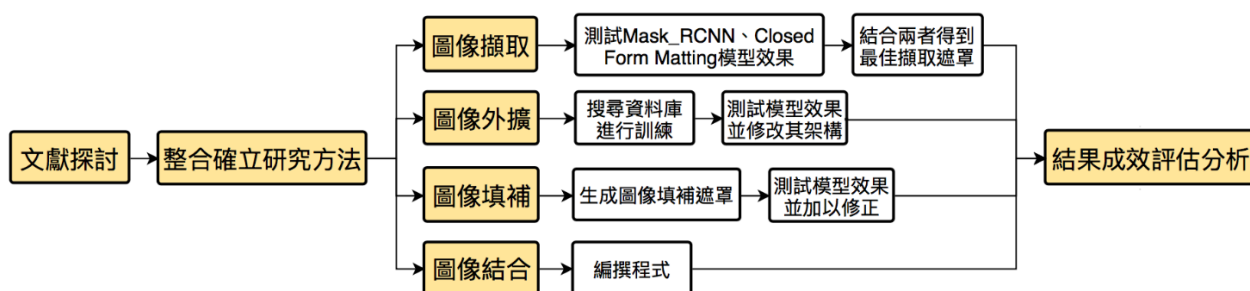 文獻探討
整合確立研究方法
圖像擷取
測試Mask_RCNN、Closed
Form Matting模型效果
結合兩者得到
最佳擷取遮罩
圖像外擴
搜尋資料庫
進行訓練
測試模型效果
並修改其架構
圖像填補
生成圖像填補遮罩
測試模型效果
並加以修正
圖像結合
編撰程式
結果成效評估分析